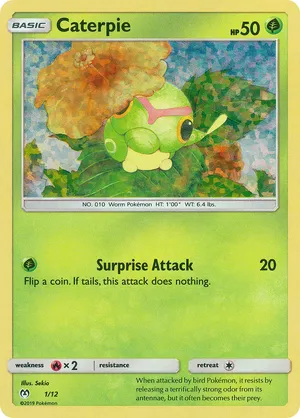 BASIC Caterpie HP50
NO. 010 Worm Pokémon HT: 1'00" WT: 6.4 lbs.
Surprise Attack 20
Flip a coin. If tails, this attack does nothing.
weakness ×2 resistance retreat
Illus. Sekio
1/12
©2019 Pokémon
When attacked by bird Pokémon, it resists by
releasing a terrifically strong odor from its
antennae, but it often becomes their prey.